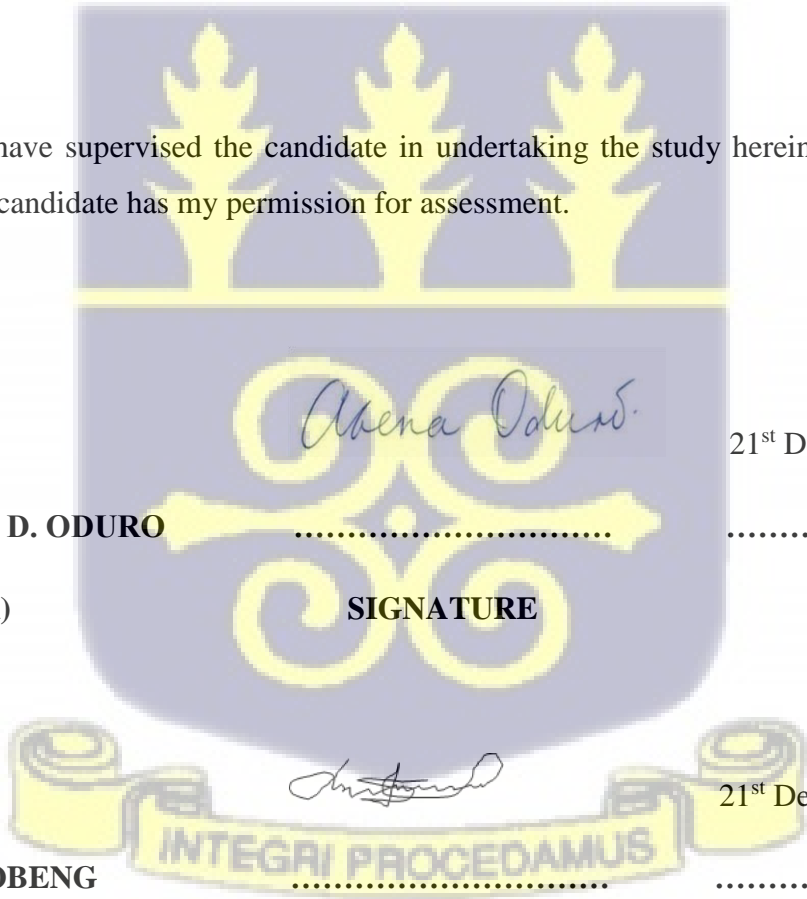 have supervised the candidate in undertaking the study herein
candidate has my permission for assessment.
Abena Oduro.
21st D
D. ODURO ................................ .........
) SIGNATURE
21st De
INTEGRI PROCEDAMUS
OBENG ................................ .........